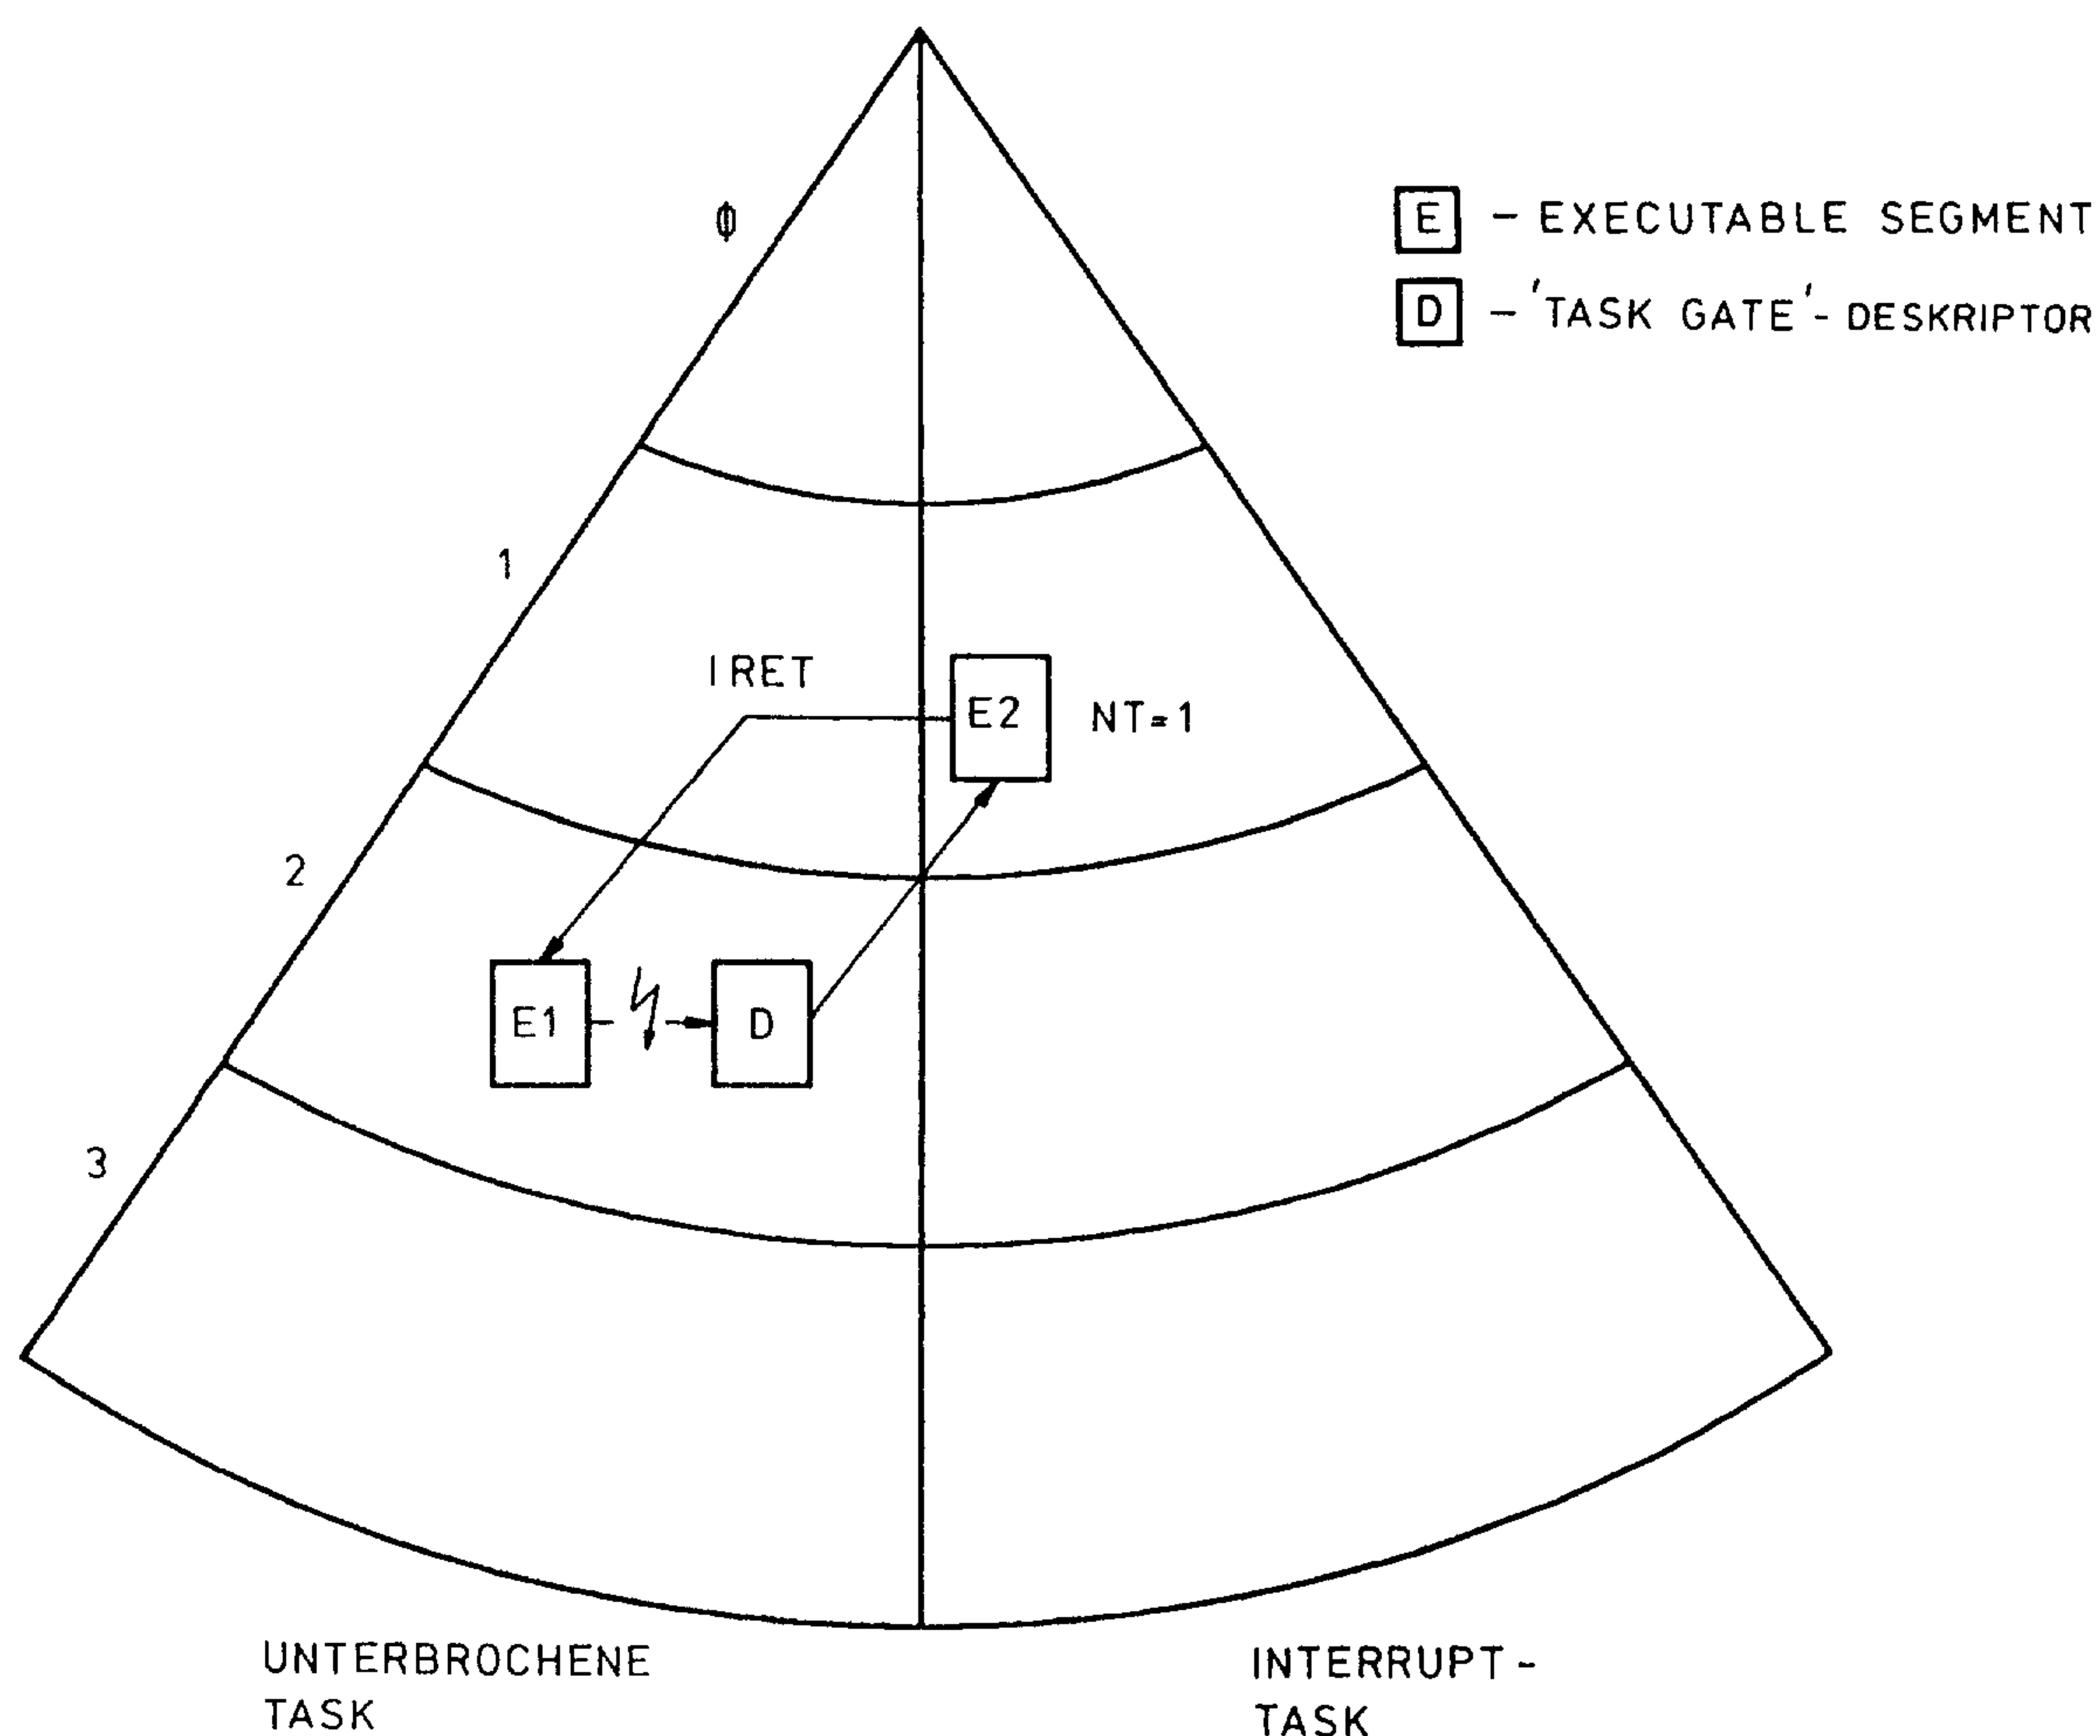 φ
E – EXECUTABLE SEGMENT
D – 'TASK GATE' - DESKRIPTOR
1
IRET
E2 NT=1
2
E1 D
3
UNTERBROCHENE
TASK
INTERRUPT -
TASK